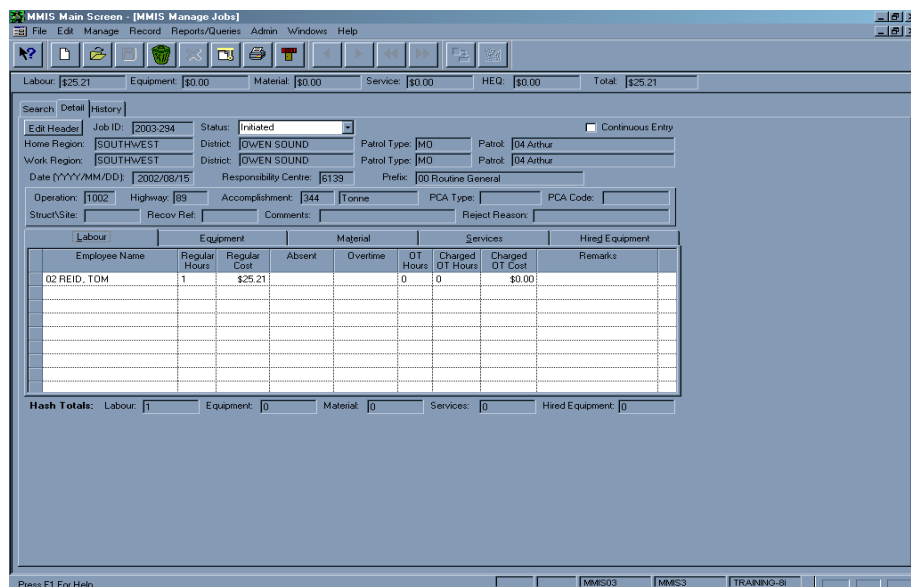 MMIS Main Screen - [MMIS Manage Jobs]
File Edit Manage Record Reports/Queries Admin Windows Help
Labour: $25.21 Equipment: $0.00 Material: $0.00 Service: $0.00 HEQ: $0.00 Total: $25.21
Search Detail History
Edit Header Job ID: 2003-294 Status: Initiated Continuous Entry
Home Region: SOUTHWEST District: OWEN SOUND Patrol Type: MO Patrol: 04 Arthur
Work Region: SOUTHWEST District: OWEN SOUND Patrol Type: MO Patrol: 04 Arthur
Date (YYYY/MM/DD): 2002/08/15 Responsibility Centre: 6139 Prefix: 00 Routine General
Operation: 1002 Highway: 89 Accomplishment: 344 Tonne PCA Type: PCA Code:
Struct\Site: Recov Ref: Comments: Reject Reason:
Labour Equipment Material Services Hired Equipment
Employee Name Regular Hours Regular Cost Absent Overtime OT Hours Charged OT Hours Charged OT Cost Remarks
02 REID, TOM 1 $25.21 0 0 $0.00
Hash Totals: Labour: 1 Equipment: 0 Material: 0 Services: 0 Hired Equipment: 0
Press F1 For Help MMIS03 MMIS3 TRAINING-8i